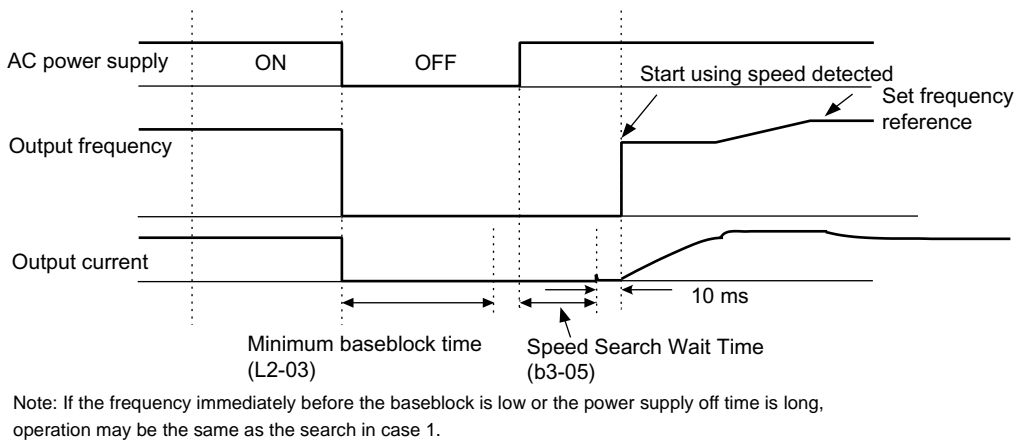 AC power supply
ON
OFF
Start using speed detected
Set frequency
reference
Output frequency
Output current
10 ms
Minimum baseblock time
(L2-03)
Speed Search Wait Time
(b3-05)
Note: If the frequency immediately before the baseblock is low or the power supply off time is long,
operation may be the same as the search in case 1.